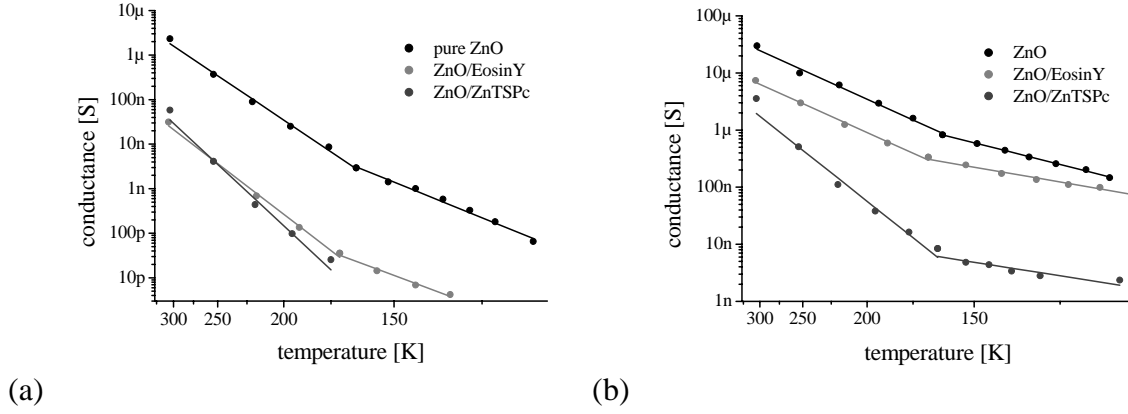 10µ
1µ
100n
10n
1n
100p
10p
conductance [S]
pure ZnO
ZnO/EosinY
ZnO/ZnTSPc
300
250
200
150
temperature [K]
(a)
100µ
10µ
1µ
100n
10n
1n
conductance [S]
ZnO
ZnO/EosinY
ZnO/ZnTSPc
300
250
200
150
temperature [K]
(b)